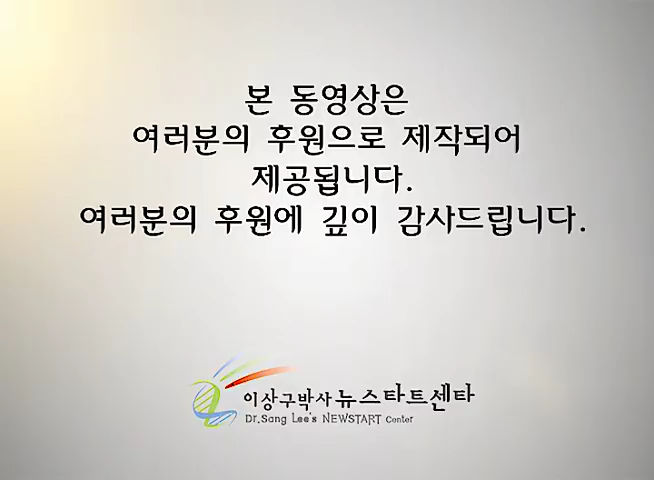 본 동영상은
여러분의 후원으로 제작되어
제공됩니다.
여러분의 후원에 깊이 감사드립니다.
이상구박사 뉴스타트센타
Dr.Sang Lee's NEWSTART Center